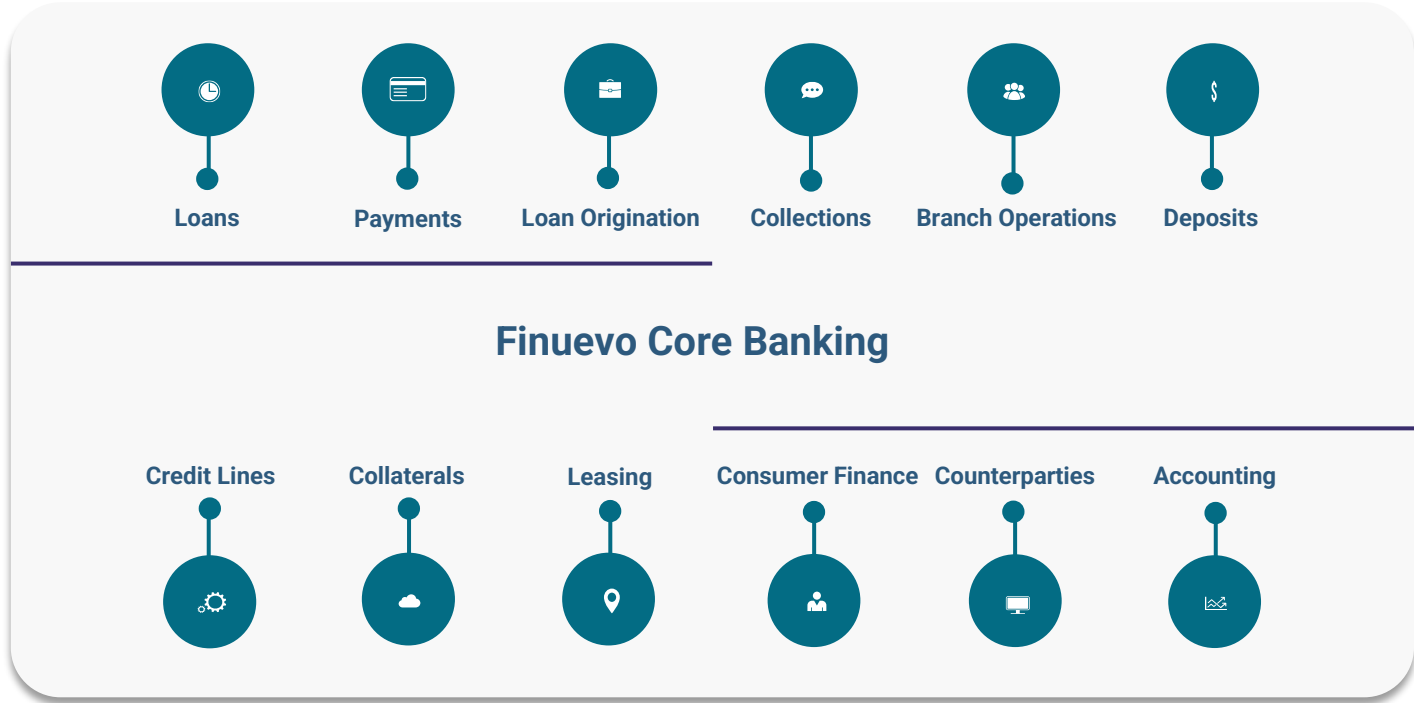 Loans
Payments
Loan Origination
Collections
Branch Operations
Deposits
Finuevo Core Banking
Credit Lines
Collaterals
Leasing
Consumer Finance
Counterparties
Accounting